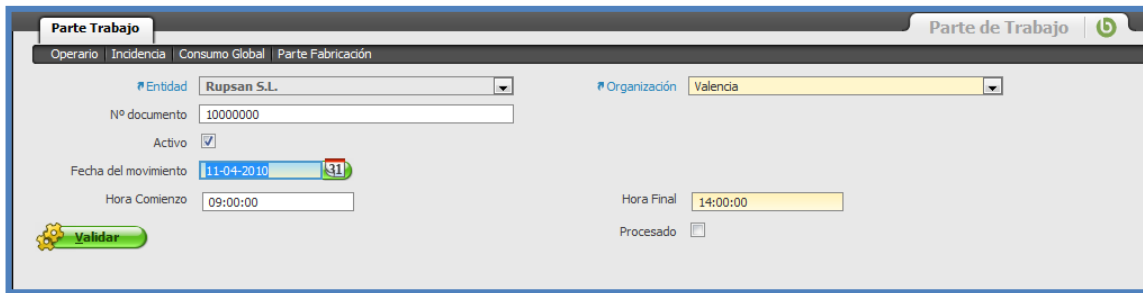 Parte Trabajo
Parte de Trabajo
Operario Incidencia Consumo Global Parte Fabricación
Entidad Rupsan S.L. Organización Valencia
Nº documento 10000000
Activo
Fecha del movimiento 11-04-2010 31
Hora Comienzo 09:00:00 Hora Final 14:00:00
Validar Procesado